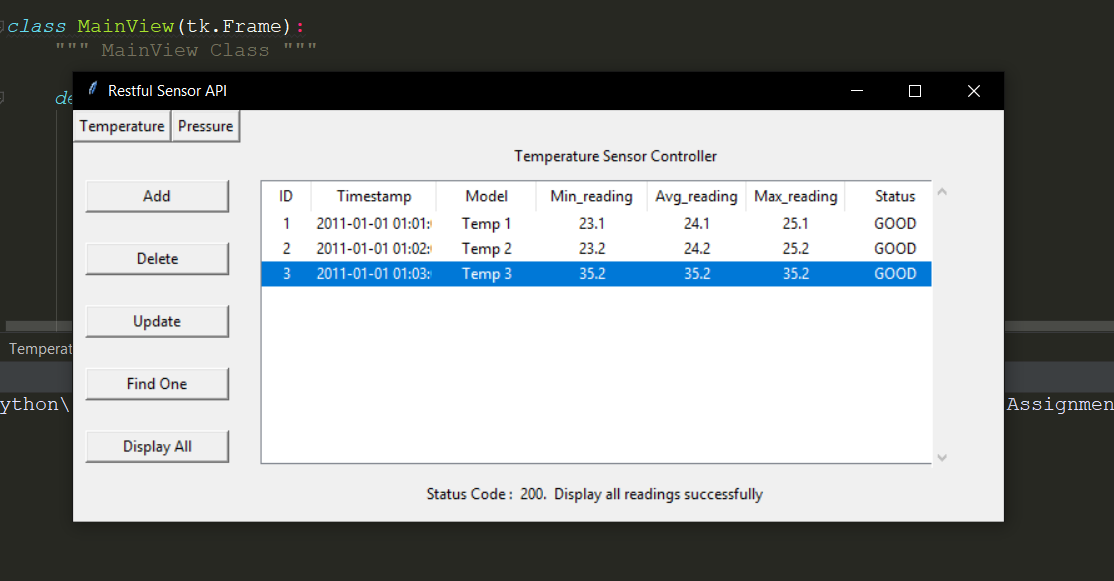 class MainView(tk.Frame):
""" MainView Class """
de
Restful Sensor API
Temperature Pressure
Temperature Sensor Controller
Add
Delete
Update
Find One
Display All
ID Timestamp Model Min_reading Avg_reading Max_reading Status
1 2011-01-01 01:01: Temp 1 23.1 24.1 25.1 GOOD
2 2011-01-01 01:02: Temp 2 23.2 24.2 25.2 GOOD
3 2011-01-01 01:03: Temp 3 35.2 35.2 35.2 GOOD
Temperat
ython\ Assignmen
Status Code : 200. Display all readings successfully